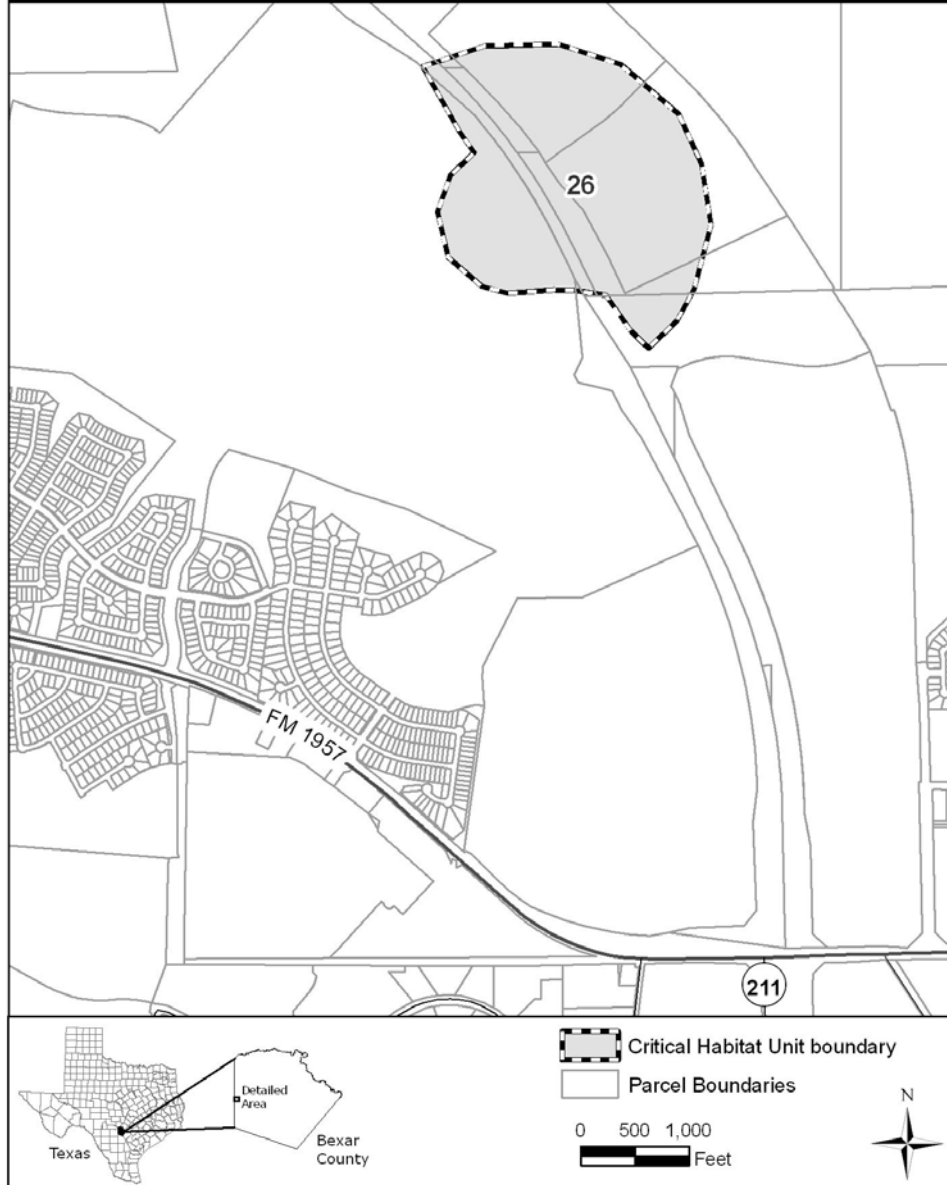 26
FM 1957
211
Texas
Detailed
Area
Bexar
County
Critical Habitat Unit boundary
Parcel Boundaries
0 500 1,000
Feet
N